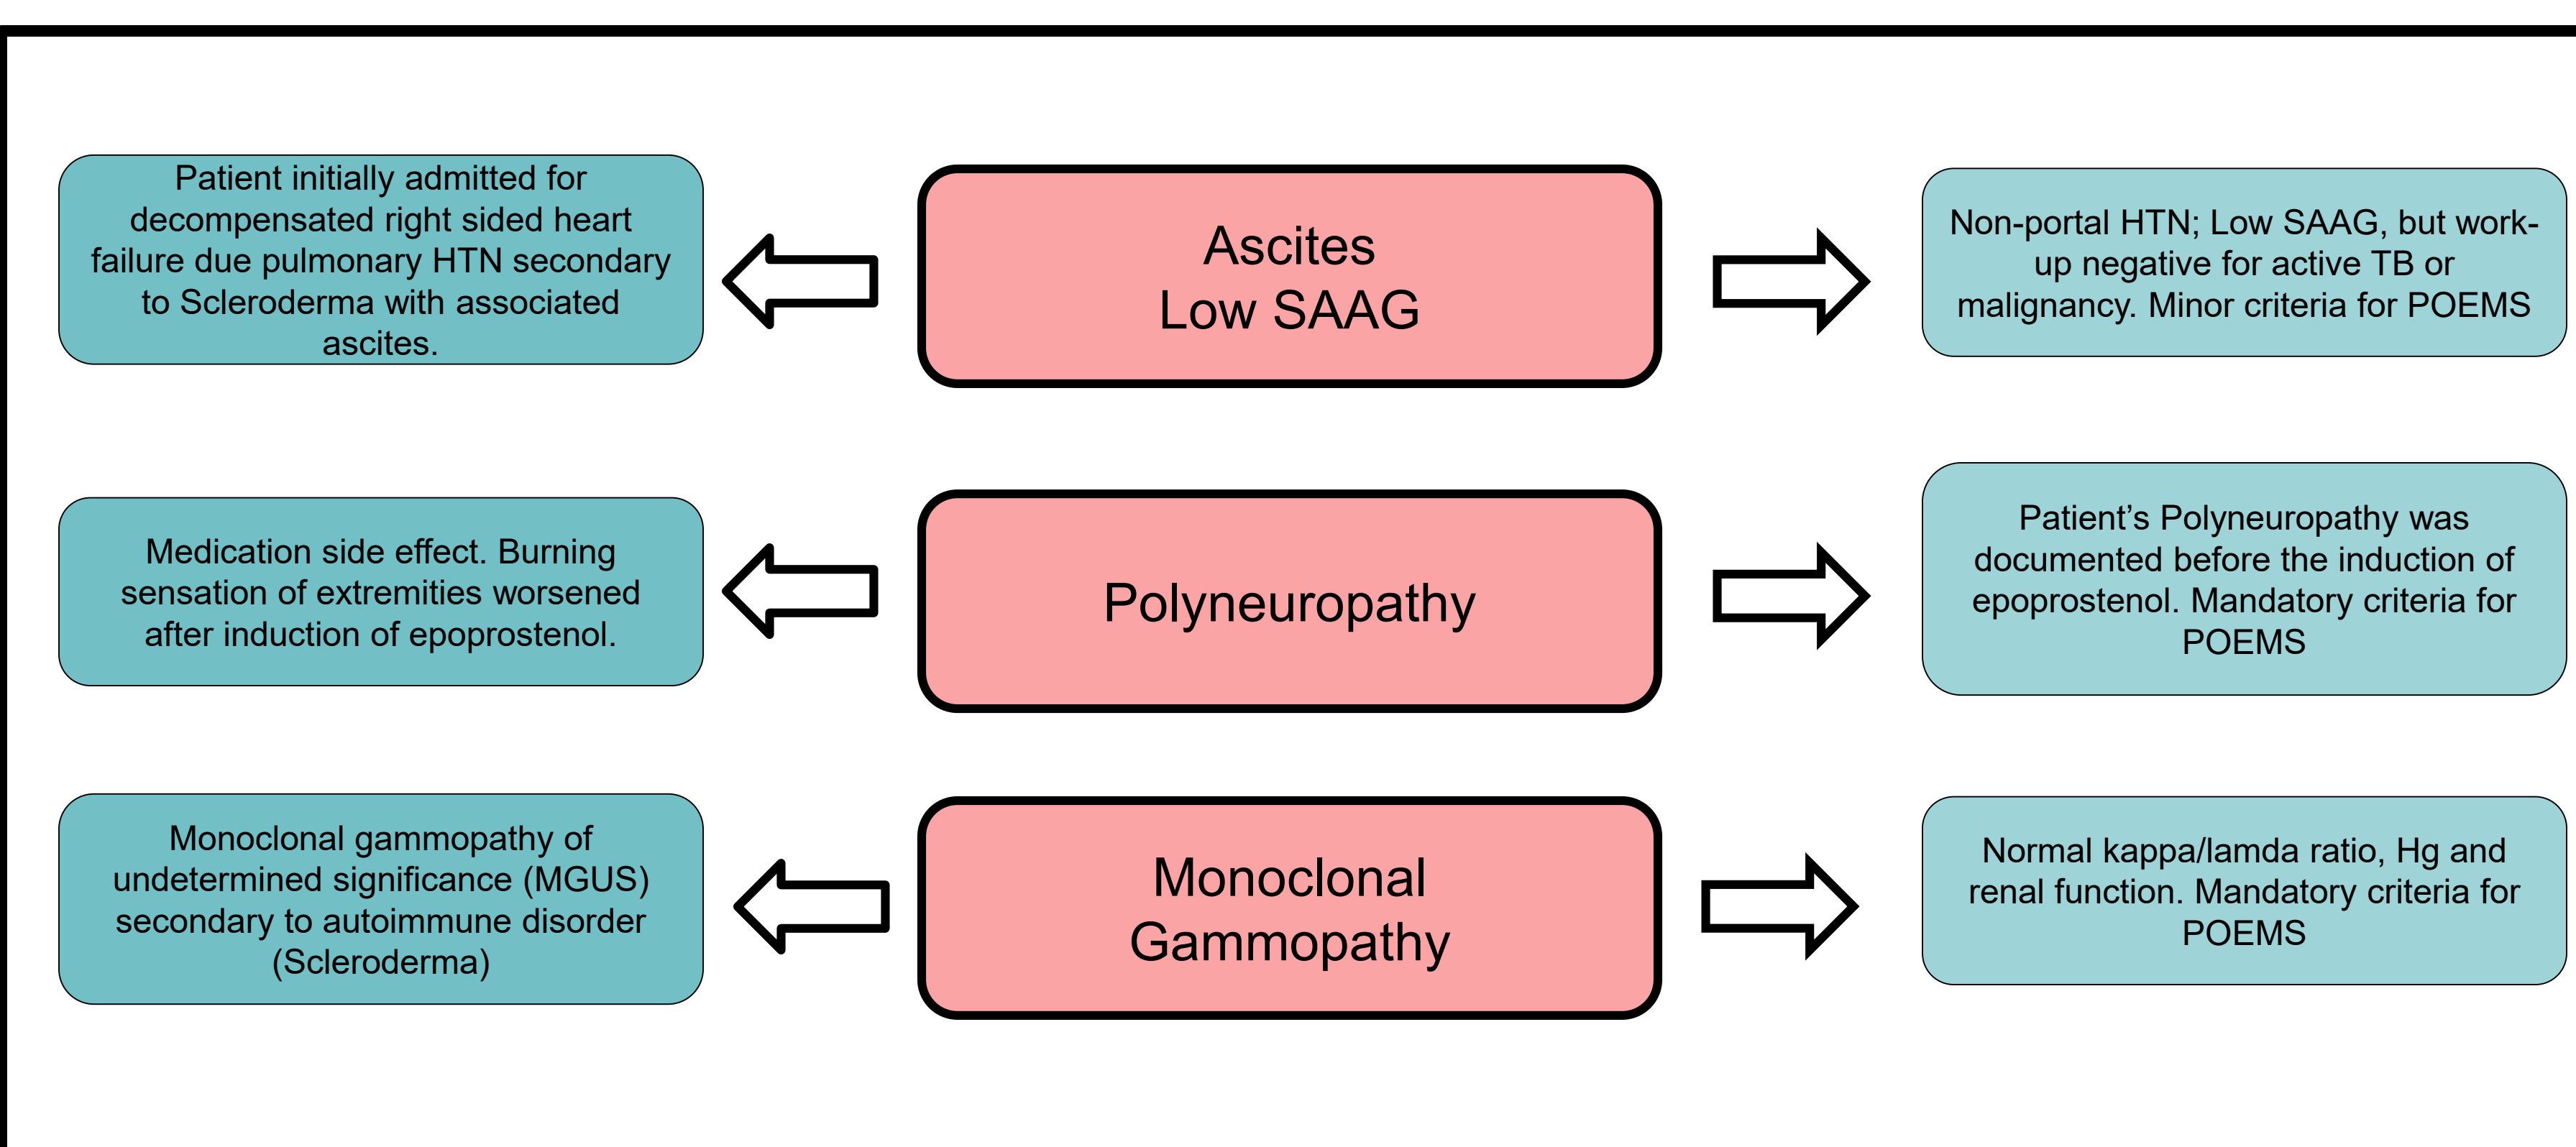 Patient initially admitted for
decompensated right sided heart
failure due pulmonary HTN secondary
to Scleroderma with associated
ascites.
Ascites
Low SAAG
Non-portal HTN; Low SAAG, but work-
up negative for active TB or
malignancy. Minor criteria for POEMS
Medication side effect. Burning
sensation of extremities worsened
after induction of epoprostenol.
Polyneuropathy
Patient’s Polyneuropathy was
documented before the induction of
epoprostenol. Mandatory criteria for
POEMS
Monoclonal gammopathy of
undetermined significance (MGUS)
secondary to autoimmune disorder
(Scleroderma)
Monoclonal
Gammopathy
Normal kappa/lamda ratio, Hg and
renal function. Mandatory criteria for
POEMS